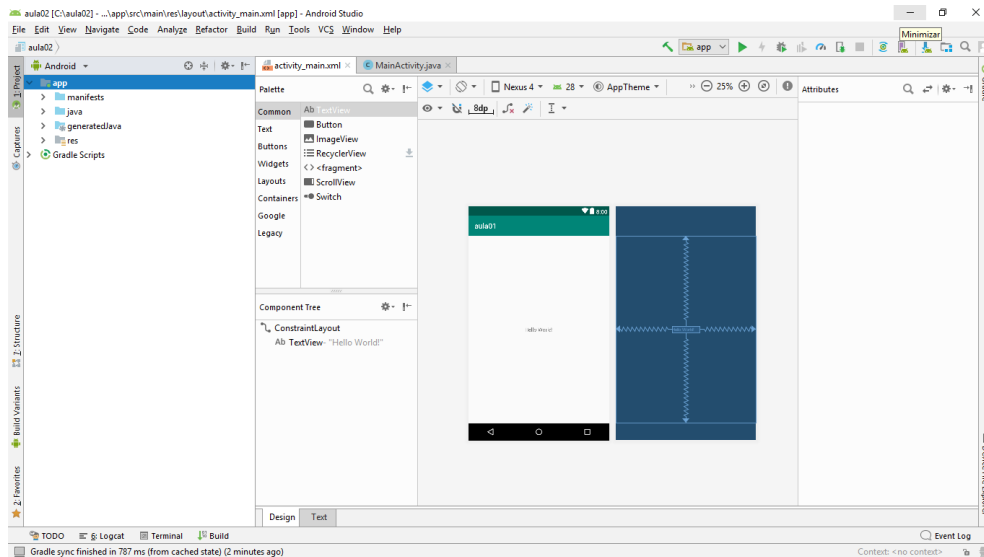 aula02 [C:\aula02] - ...\app\src\main\res\layout\activity_main.xml [app] - Android Studio
File Edit View Navigate Code Analyze Refactor Build Run Tools VCS Window Help
Minimizar
aula02
app
1: Project
Android
activity_main.xml
MainActivity.java
app
manifests
java
generatedJava
res
Gradle Scripts
Captures
Palette
Common
Text
Buttons
Widgets
Layouts
Containers
Google
Legacy
Ab TextView
Button
ImageView
RecyclerView
<> <fragment>
ScrollView
Switch
Nexus 4
28
AppTheme
25%
Attributes
8dp
8:00
aula01
Hello World!
Component Tree
ConstraintLayout
Ab TextView- "Hello World!"
7: Structure
Build Variants
2: Favorites
Design Text
TODO 6: Logcat Terminal Build
Event Log
Gradle sync finished in 787 ms (from cached state) (2 minutes ago)
Context: <no context>